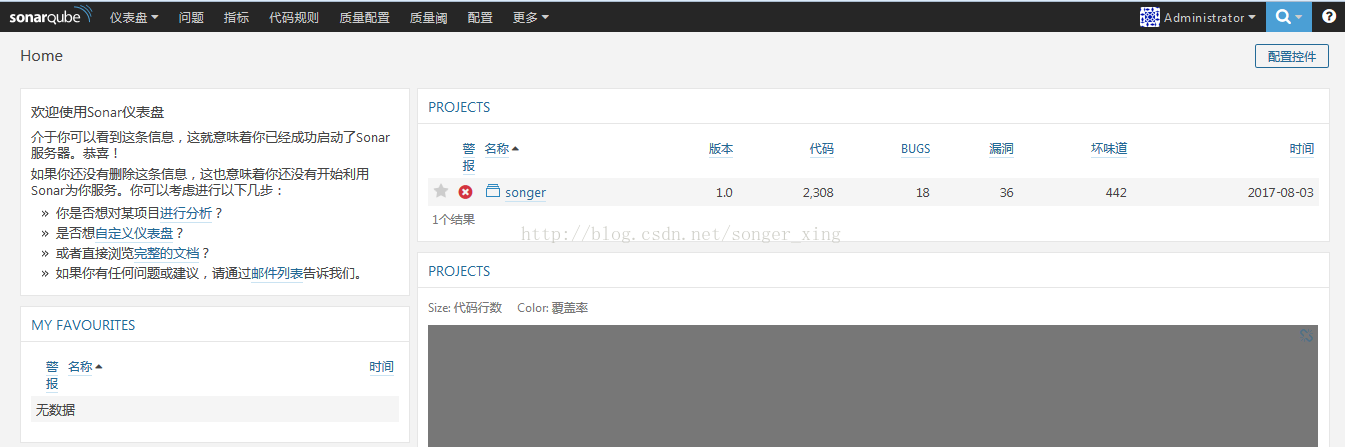 sonarqube 仪表盘 问题 指标 代码规则 质量配置 质量阈 配置 更多 Administrator
Home 配置控件
欢迎使用Sonar仪表盘
介于你可以看到这条信息，这就意味着你已经成功启动了Sonar
服务器。恭喜！
如果你还没有删除这条信息，这也意味着你还没有开始利用
Sonar为你服务。你可以考虑进行以下几步：
» 你是否想对某项目进行分析？
» 是否想自定义仪表盘？
» 或者直接浏览完整的文档？
» 如果你有任何问题或建议，请通过邮件列表告诉我们。
MY FAVOURITES
警报 名称 时间
无数据
PROJECTS
警报 名称 版本 代码 BUGS 漏洞 坏味道 时间
songer 1.0 2,308 18 36 442 2017-08-03
1个结果
http://blog.csdn.net/songer_xing
PROJECTS
Size: 代码行数 Color: 覆盖率